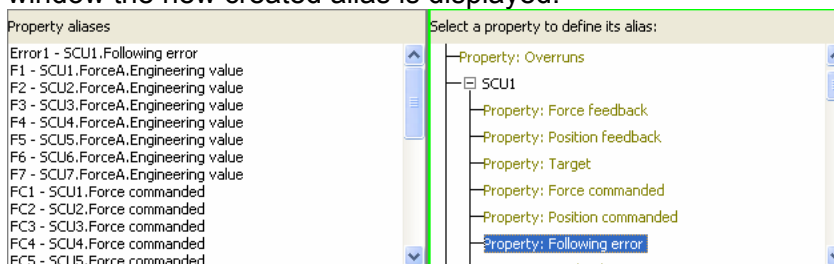 window the new created alias is displayed.
Property aliases
Error1 - SCU1.Following error
F1 - SCU1.ForceA.Engineering value
F2 - SCU2.ForceA.Engineering value
F3 - SCU3.ForceA.Engineering value
F4 - SCU4.ForceA.Engineering value
F5 - SCU5.ForceA.Engineering value
F6 - SCU6.ForceA.Engineering value
F7 - SCU7.ForceA.Engineering value
FC1 - SCU1.Force commanded
FC2 - SCU2.Force commanded
FC3 - SCU3.Force commanded
FC4 - SCU4.Force commanded
FC5 - SCU5.Force commanded
Select a property to define its alias:
Property: Overruns
SCU1
Property: Force feedback
Property: Position feedback
Property: Target
Property: Force commanded
Property: Position commanded
Property: Following error